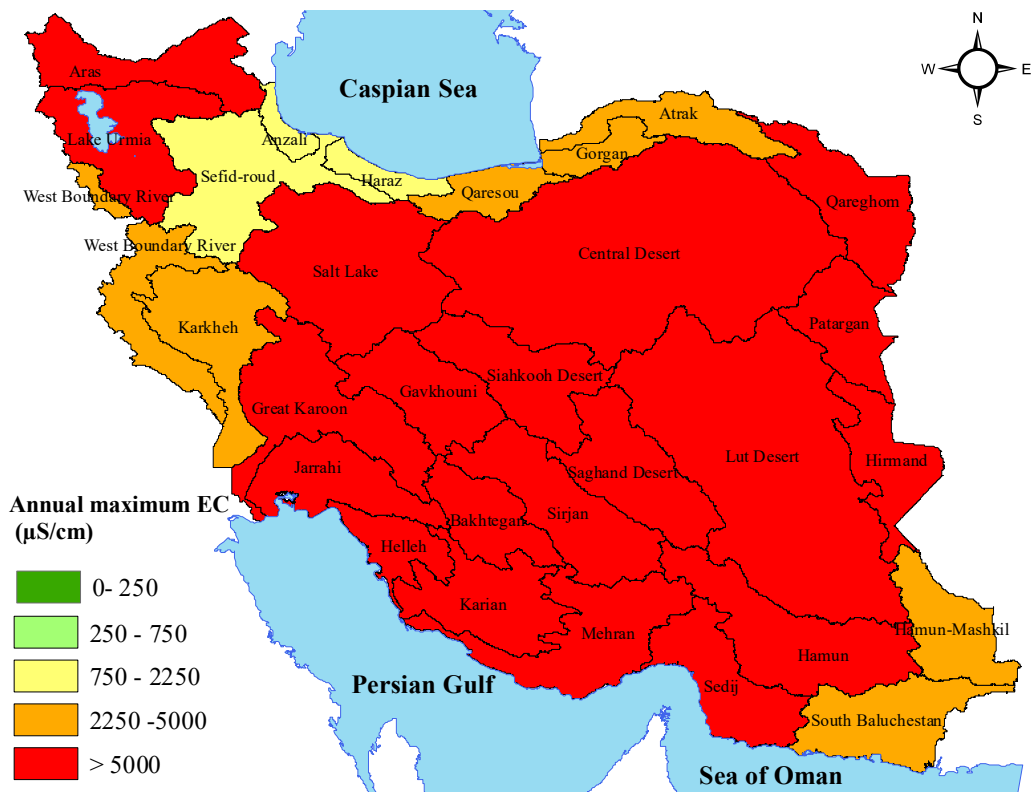 N
W
E
S
Caspian Sea
Aras
Lake Urmia
Anzali
Atrak
Gorgan
Sefid-roud
Haraz
Qaresou
West Boundary River
Qareghom
West Boundary River
Central Desert
Salt Lake
Karkheh
Patargan
Siahkooh Desert
Gavkhouni
Great Karoon
Lut Desert
Hirmand
Jarrahi
Saghand Desert
Sirjan
Bakhtegan
Helleh
Karian
Mehran
Hamun-Mashkil
Hamun
Sedij
South Baluchestan
Persian Gulf
Sea of Oman
Annual maximum EC
(µS/cm)
0- 250
250 - 750
750 - 2250
2250 -5000
> 5000